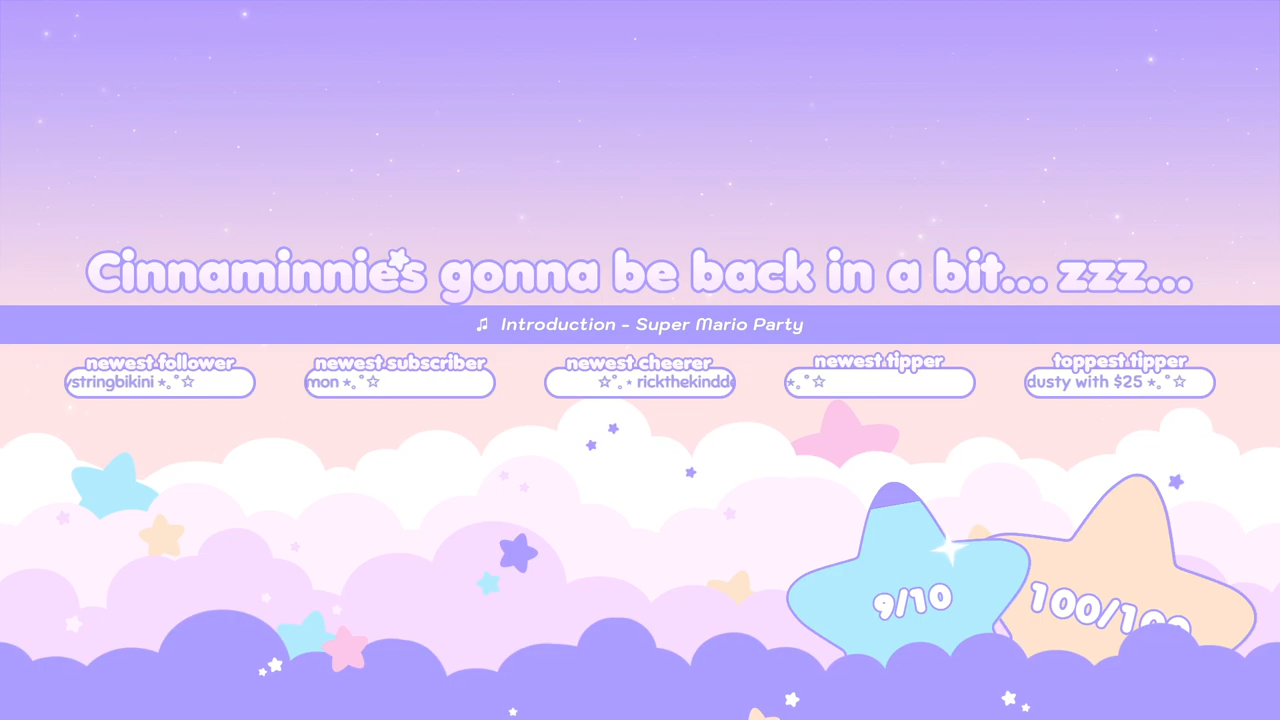 Cinnaminnie's gonna be back in a bit... zzz...
♫ Introduction - Super Mario Party
newest follower newest subscriber newest cheerer newest tipper toppest tipper
ystringbikini ⋆｡˚☆ mon ⋆｡˚☆ ☆˚｡⋆ rickthekindd ⋆｡˚☆ dusty with $25 ⋆｡˚☆
9/10
100/100